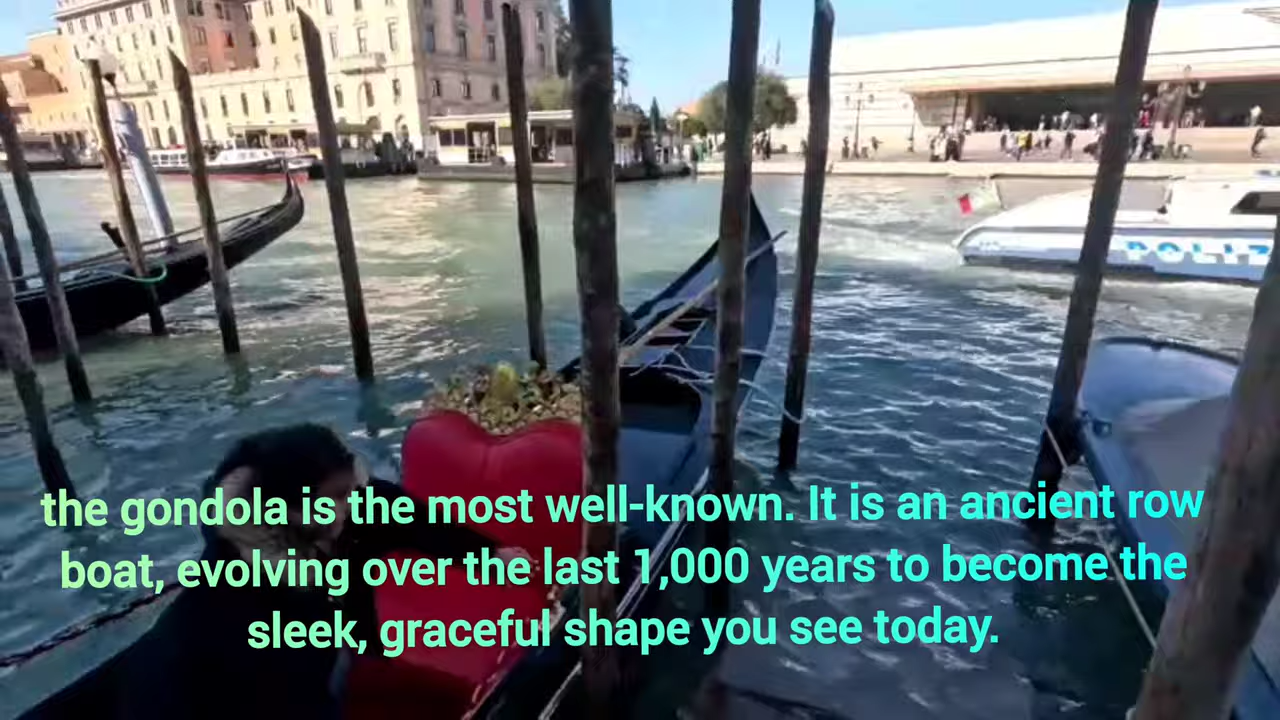 POLIZ
the gondola is the most well-known. It is an ancient row
boat, evolving over the last 1,000 years to become the
sleek, graceful shape you see today.